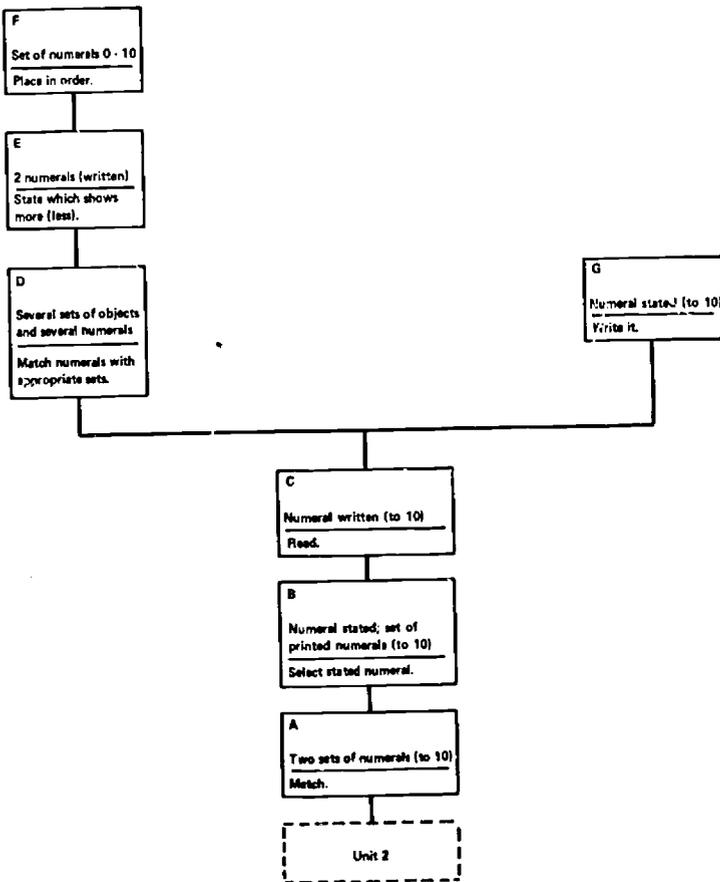 F
Set of numerals 0 - 10
Place in order.
E
2 numerals (written)
State which shows
more (less).
D
Several sets of objects
and several numerals
Match numerals with
appropriate sets.
G
Numeral stated (to 10)
Write it.
C
Numeral written (to 10)
Read.
B
Numeral stated; set of
printed numerals (to 10)
Select stated numeral.
A
Two sets of numerals (to 10)
Match.
Unit 2